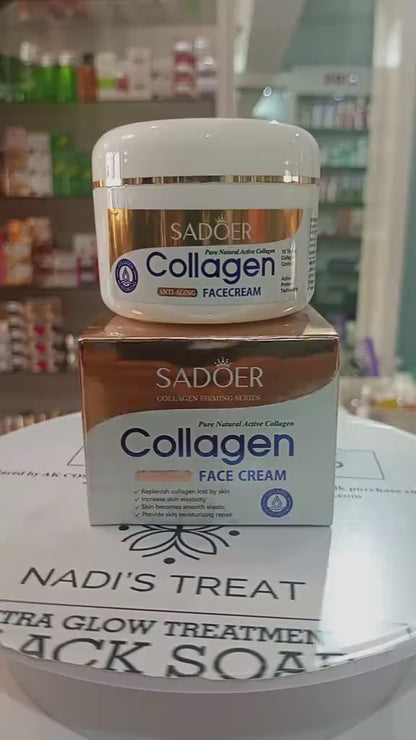 SADOER
Pure Natural Active Collagen
Collagen
ANTI-AGING FACECREAM
SADOER
COLLAGEN FIRMING SERIES
Pure Natural Active Collagen
Collagen
FACE CREAM
✓ Replenish collagen lost by skin
✓ Increase skin elasticity
✓ Skin becomes smooth elastic
✓ Provide skin moisturizing repair
NADI'S TREAT
TRA GLOW TREATMEN
ACK SOA